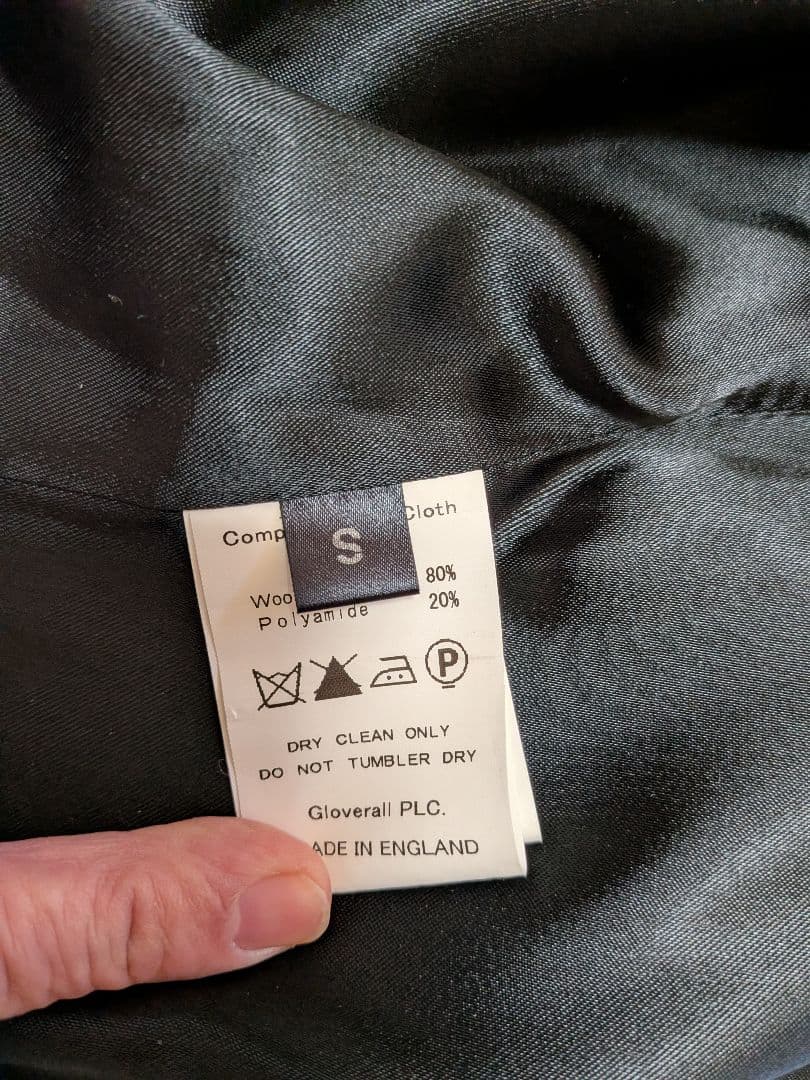 Comp Cloth
S
80%
Woo 20%
Polyamide
P
DRY CLEAN ONLY
DO NOT TUMBLER DRY
Gloverall PLC.
ADE IN ENGLAND